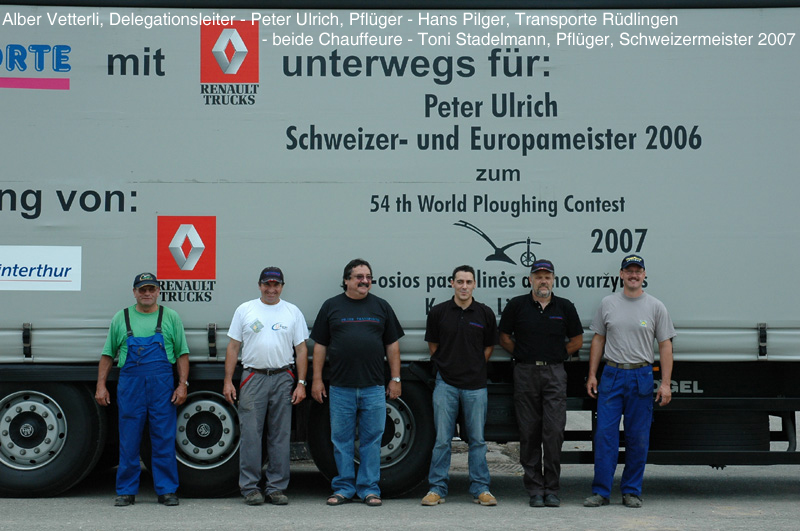 Alber Vetterli, Delegationsleiter - Peter Ulrich, Pflüger - Hans Pilger, Transporte Rüdlingen
- beide Chauffeure - Toni Stadelmann, Pflüger, Schweizermeister 2007
ORTE mit RENAULT TRUCKS unterwegs für:
Peter Ulrich
Schweizer- und Europameister 2006
zum
ng von:
54 th World Ploughing Contest
2007
RENAULT
TRUCKS
interthur